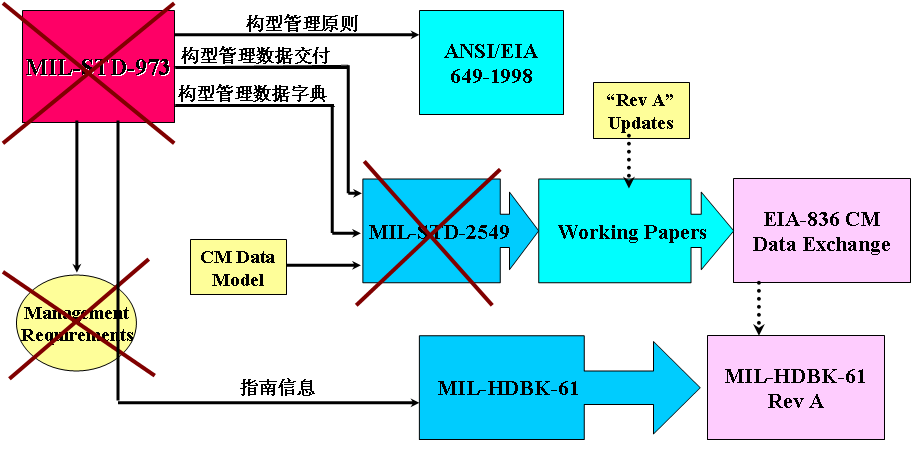 构型管理原则
MIL-STD-973
ANSI/EIA
649-1998
构型管理数据交付
构型管理数据字典
“Rev A”
Updates
MIL-STD-2549
Working Papers
EIA-836 CM
Data Exchange
CM Data
Model
Management
Requirements
指南信息
MIL-HDBK-61
MIL-HDBK-61
Rev A